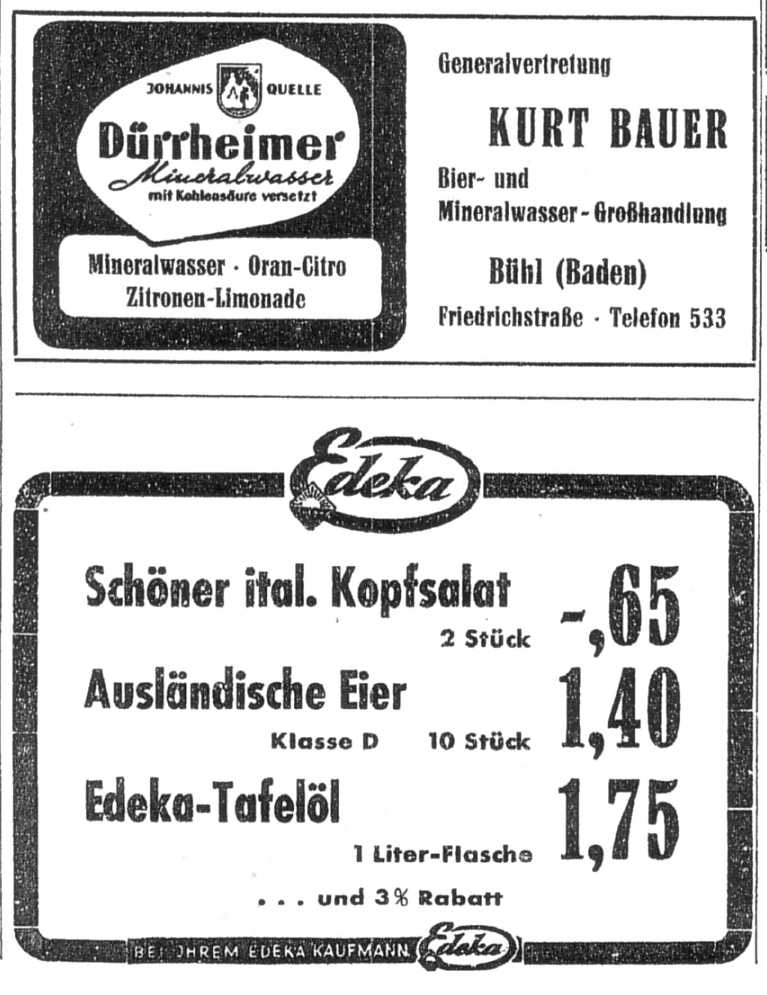 JOHANNIS QUELLE
Dürrheimer
Mineralwasser
mit Kohlensäure versetzt
Mineralwasser · Oran-Citro
Zitronen-Limonade
Generalvertretung
KURT BAUER
Bier- und
Mineralwasser-Großhandlung
Bühl (Baden)
Friedrichstraße · Telefon 533
Edeka
Schöner ital. Kopfsalat
2 Stück
-,65
Ausländische Eier
Klasse D 10 Stück
1,40
Edeka-Tafelöl
1 Liter-Flasche
1,75
... und 3% Rabatt
BEI IHREM EDEKA KAUFMANN
Edeka